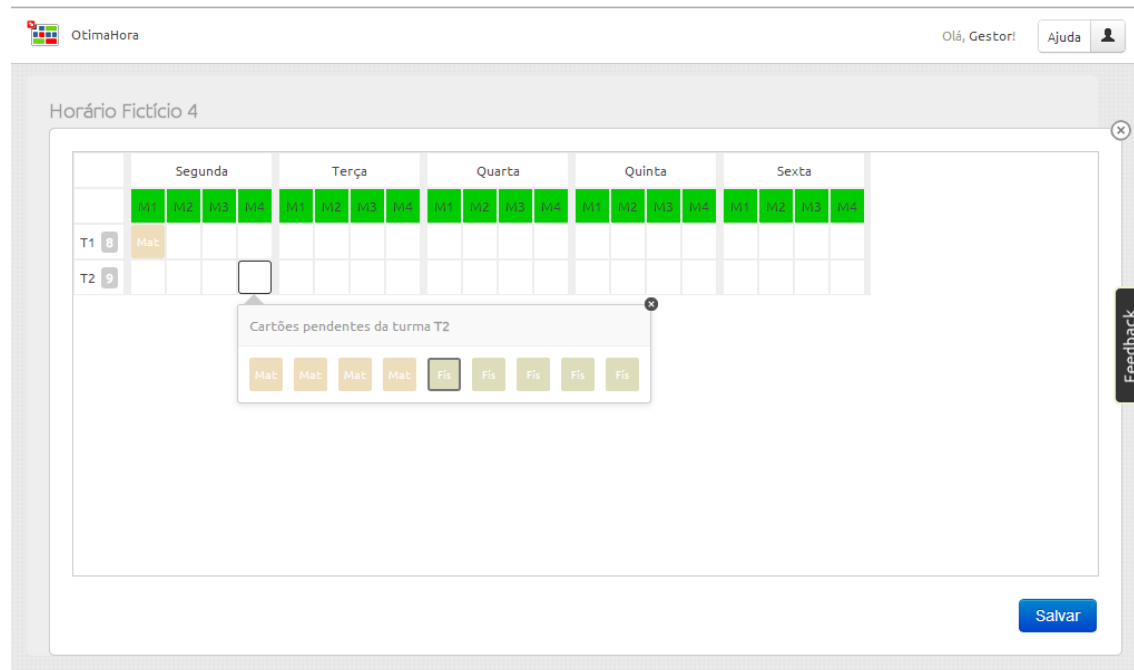 OtimaHora
Olá, Gestor!
Ajuda
Horário Fictício 4
Segunda Terça Quarta Quinta Sexta
M1 M2 M3 M4 M1 M2 M3 M4 M1 M2 M3 M4 M1 M2 M3 M4 M1 M2 M3 M4
T1 8 Mat
T2 9
Cartões pendentes da turma T2
Mat Mat Mat Mat Fís Fís Fís Fís Fís
Feedback
Salvar